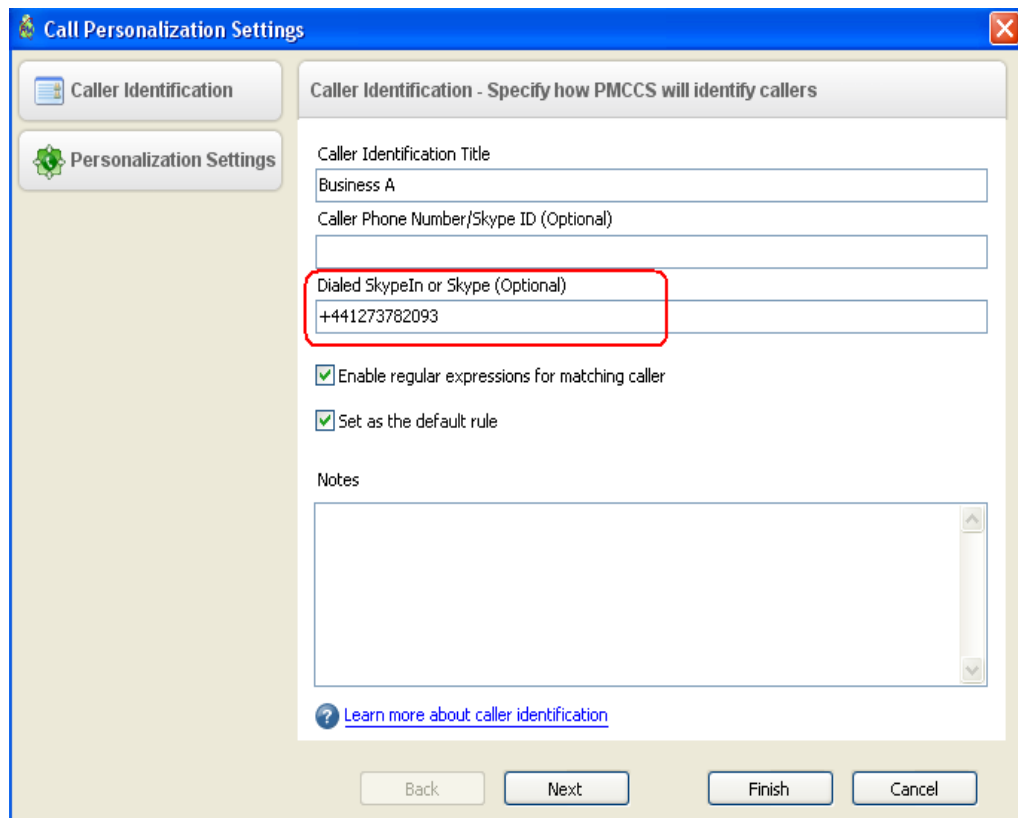 Call Personalization Settings
Caller Identification
Personalization Settings
Caller Identification - Specify how PMCCS will identify callers
Caller Identification Title
Business A
Caller Phone Number/Skype ID (Optional)
Dialed SkypeIn or Skype (Optional)
+441273782093
Enable regular expressions for matching caller
Set as the default rule
Notes
? Learn more about caller identification
Back Next Finish Cancel